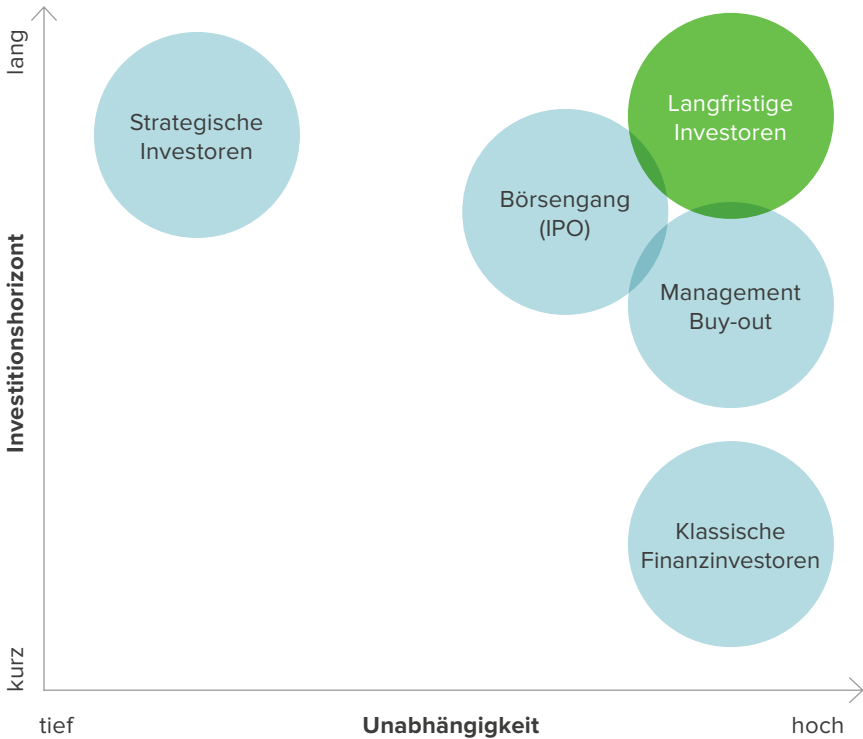 lang
Investitionshorizont
kurz
Strategische
Investoren
Börsengang
(IPO)
Langfristige
Investoren
Management
Buy-out
Klassische
Finanzinvestoren
tief
Unabhängigkeit
hoch